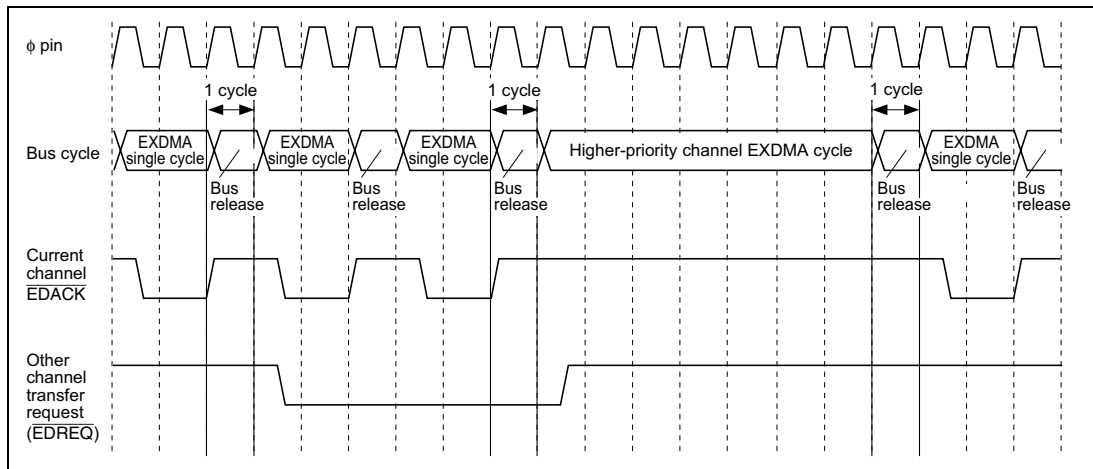 ϕ pin
1 cycle
1 cycle
1 cycle
Bus cycle
EXDMA
single cycle
EXDMA
single cycle
EXDMA
single cycle
Higher-priority channel EXDMA cycle
EXDMA
single cycle
Bus
release
Bus
release
Bus
release
Bus
release
Bus
release
Current
channel
EDACK
Other
channel
transfer
request
(EDREQ)